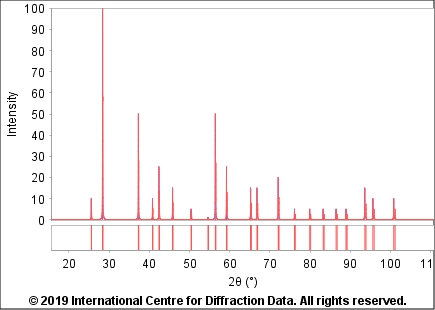 100
90
80
70
60
50
40
30
20
10
0
Intensity
20 30 40 50 60 70 80 90 100 11
2θ (°)
© 2019 International Centre for Diffraction Data. All rights reserved.